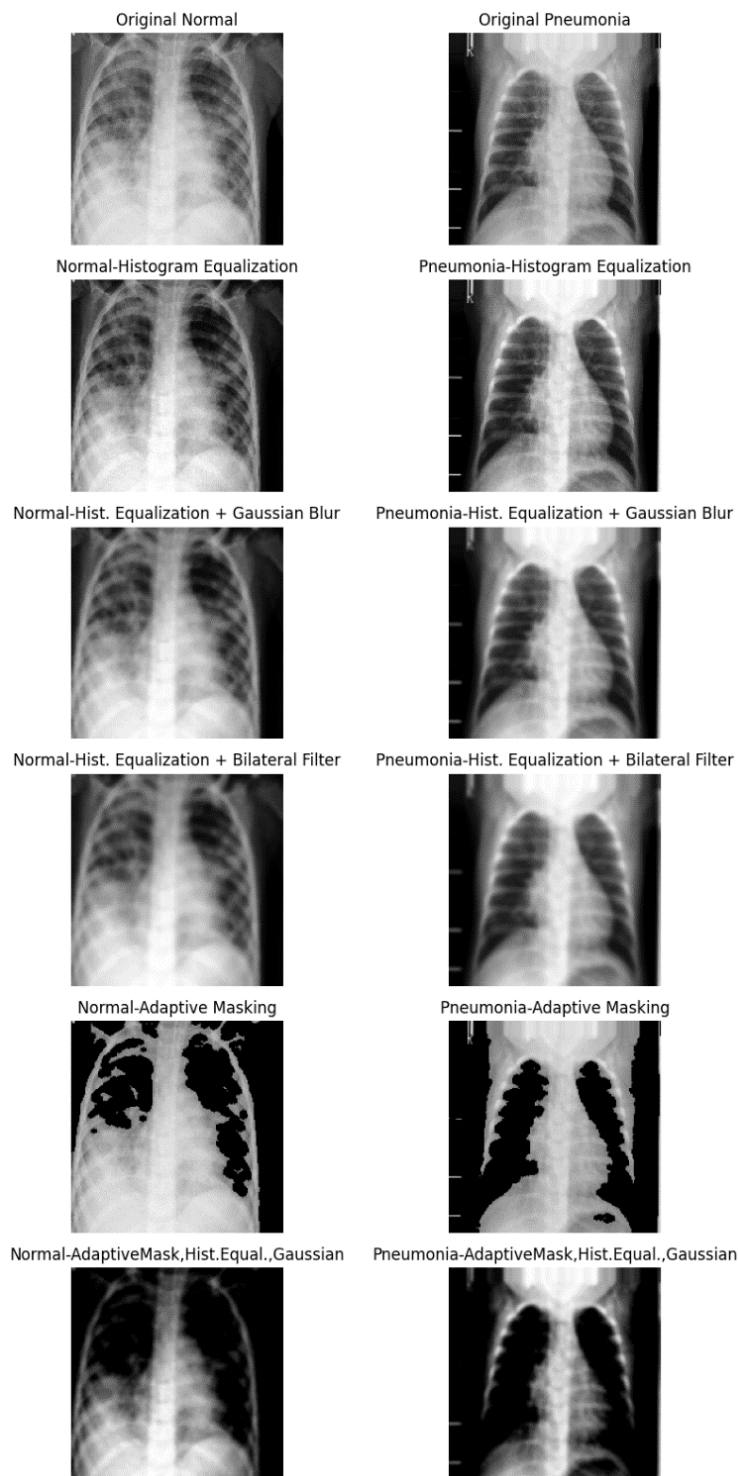 Original Normal
Original Pneumonia
Normal-Histogram Equalization
Pneumonia-Histogram Equalization
Normal-Hist. Equalization + Gaussian Blur
Pneumonia-Hist. Equalization + Gaussian Blur
Normal-Hist. Equalization + Bilateral Filter
Pneumonia-Hist. Equalization + Bilateral Filter
Normal-Adaptive Masking
Pneumonia-Adaptive Masking
Normal-AdaptiveMask,Hist.Equal.,Gaussian
Pneumonia-AdaptiveMask,Hist.Equal.,Gaussian